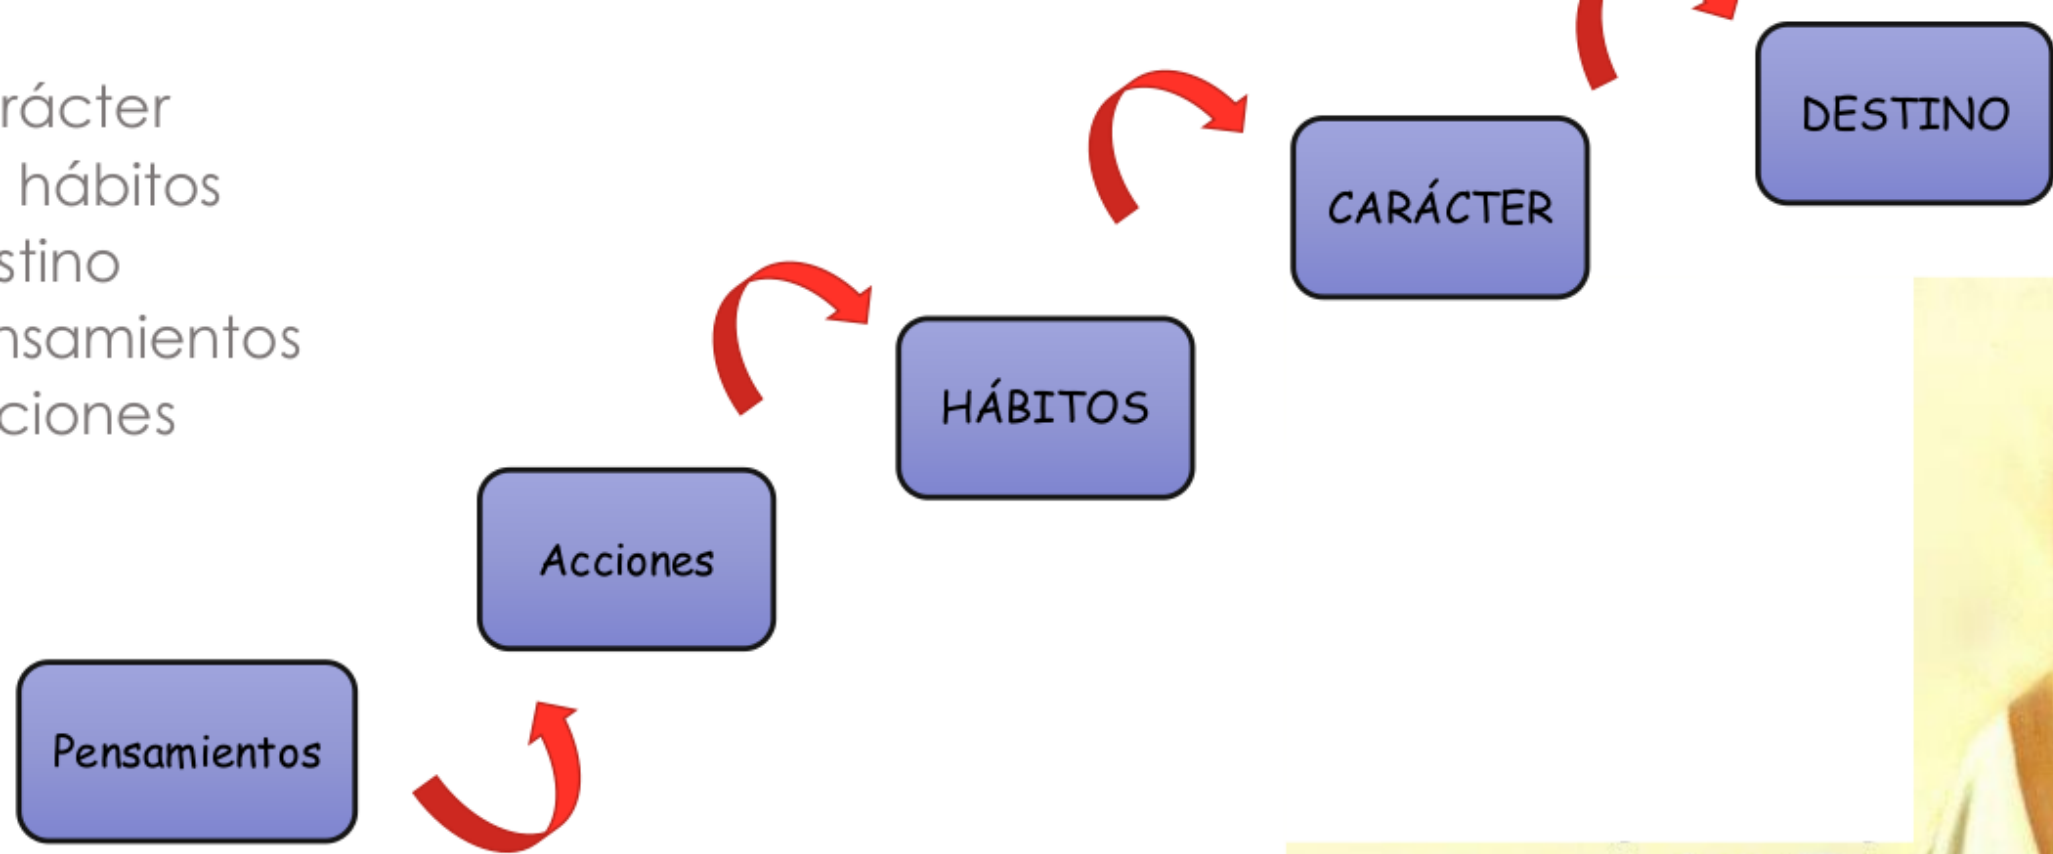 rácter
hábitos
stino
nsamientos
ciones
DESTINO
CARÁCTER
HÁBITOS
Acciones
Pensamientos